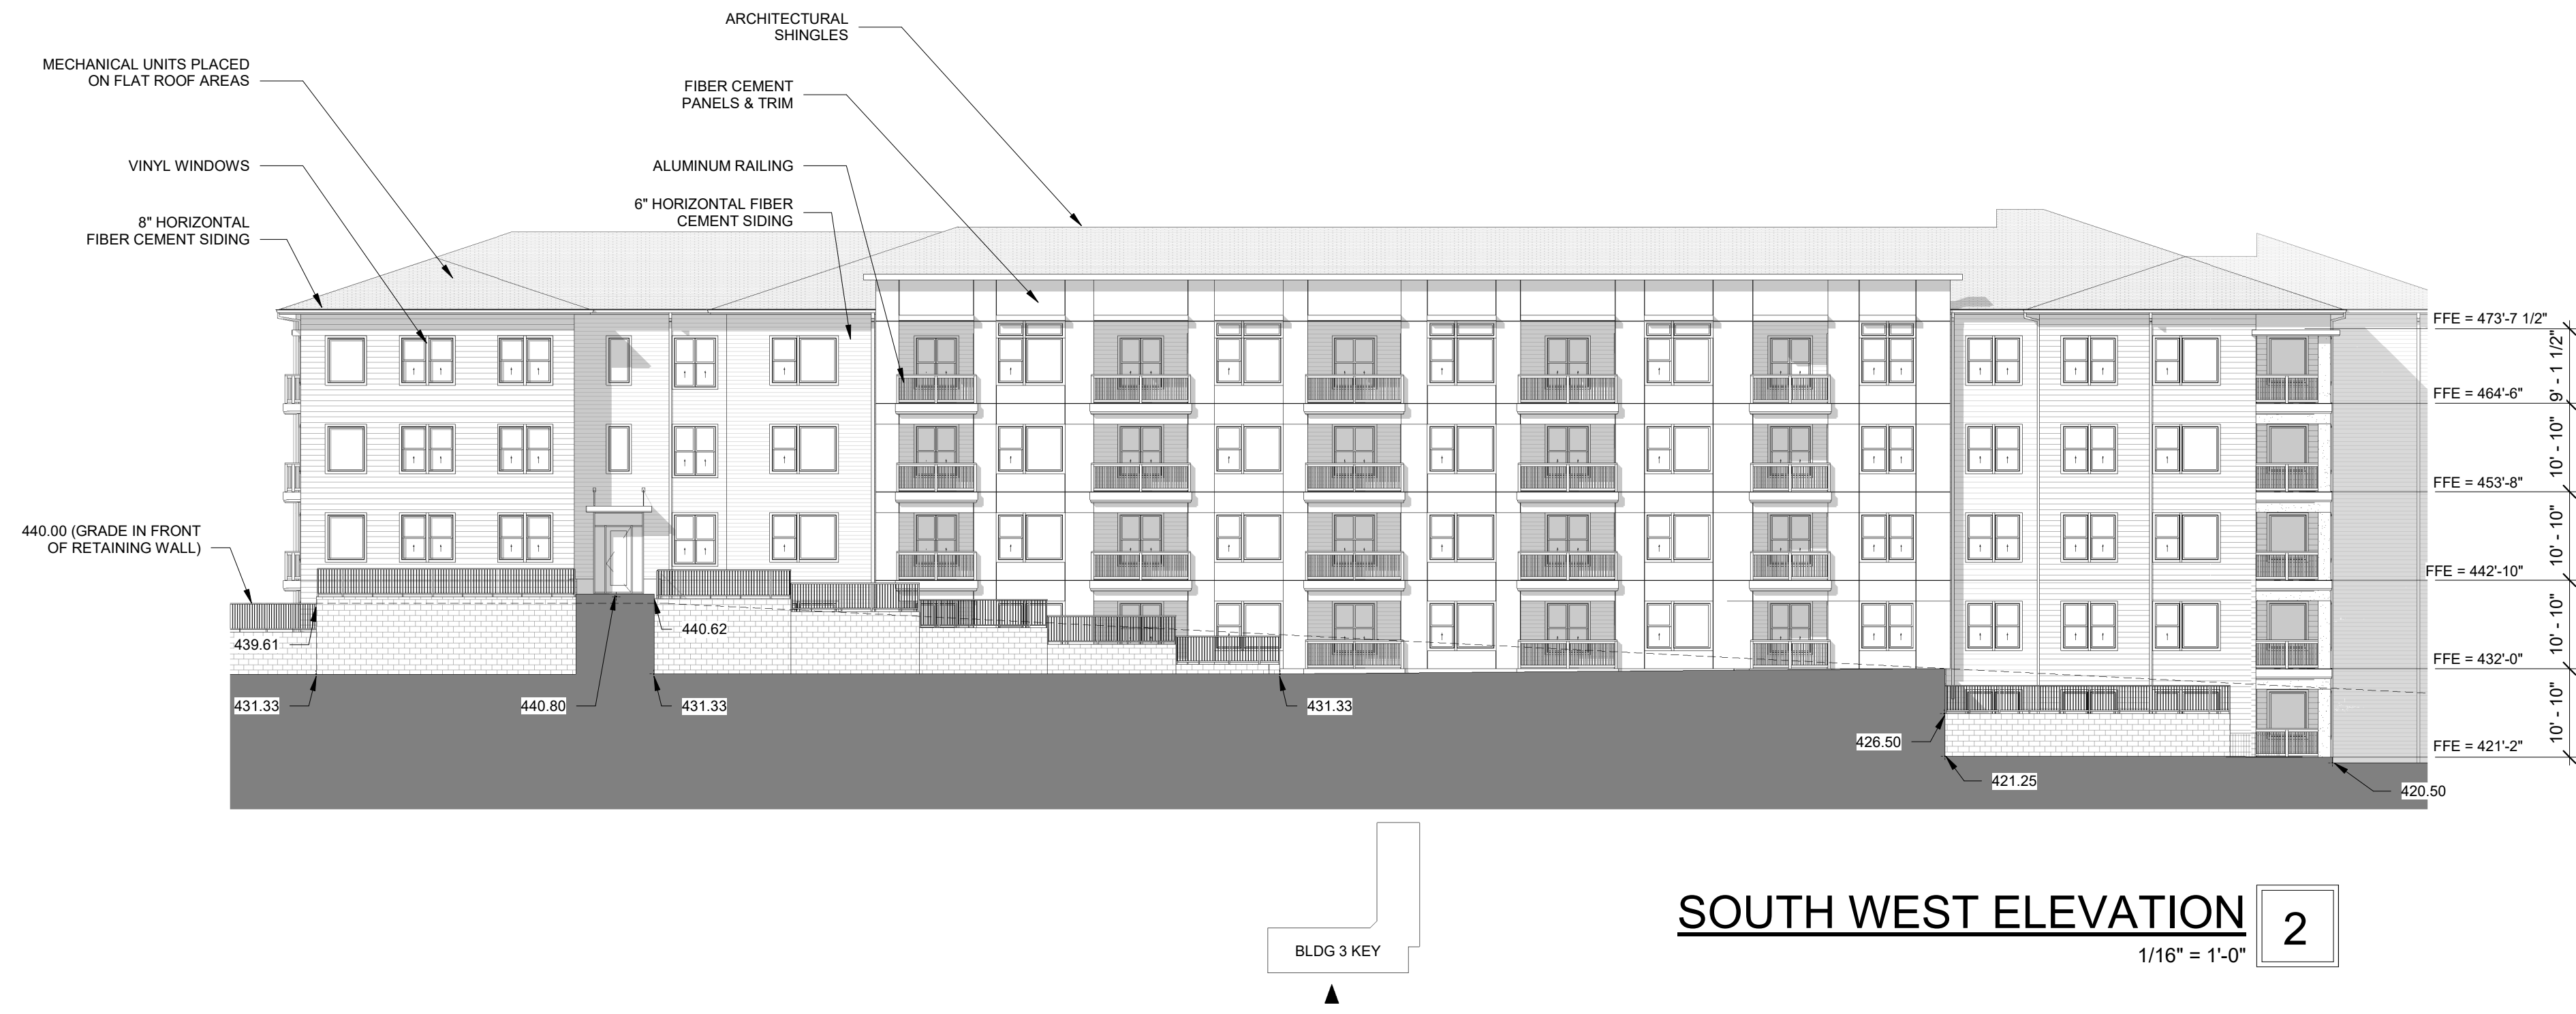 ARCHITECTURAL
SHINGLES
MECHANICAL UNITS PLACED
ON FLAT ROOF AREAS
FIBER CEMENT
PANELS & TRIM
VINYL WINDOWS
ALUMINUM RAILING
6" HORIZONTAL FIBER
CEMENT SIDING
8" HORIZONTAL
FIBER CEMENT SIDING
440.00 (GRADE IN FRONT
OF RETAINING WALL)
439.61
431.33
440.80
440.62
431.33
431.33
426.50
421.25
420.50
FFE = 473'-7 1/2"
9' - 1 1/2"
FFE = 464'-6"
10' - 10"
FFE = 453'-8"
10' - 10"
FFE = 442'-10"
10' - 10"
FFE = 432'-0"
10' - 10"
FFE = 421'-2"
BLDG 3 KEY
SOUTH WEST ELEVATION
2
1/16" = 1'-0"